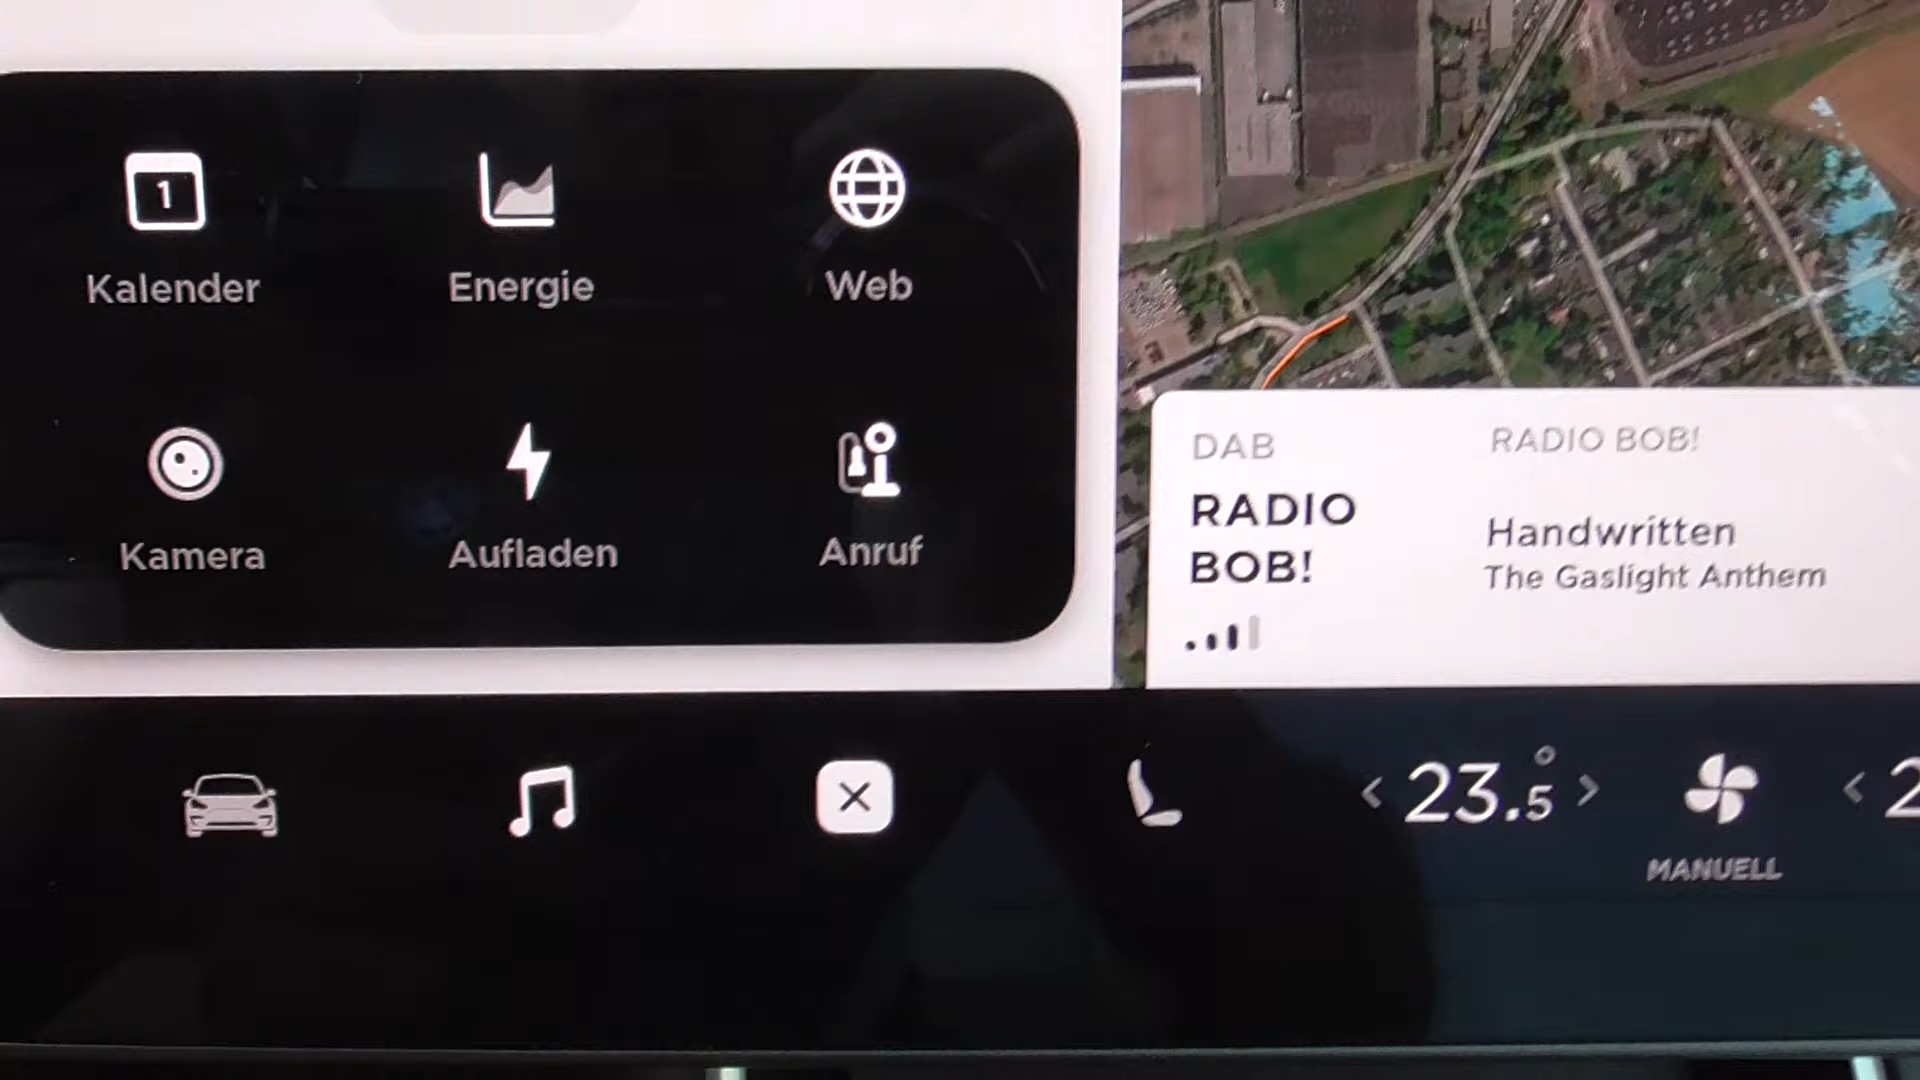 1
Kalender
Energie
Web
Kamera
Aufladen
Anruf
DAB
RADIO
BOB!
RADIO BOB!
Handwritten
The Gaslight Anthem
< 23.5° >
MANUELL
< 2